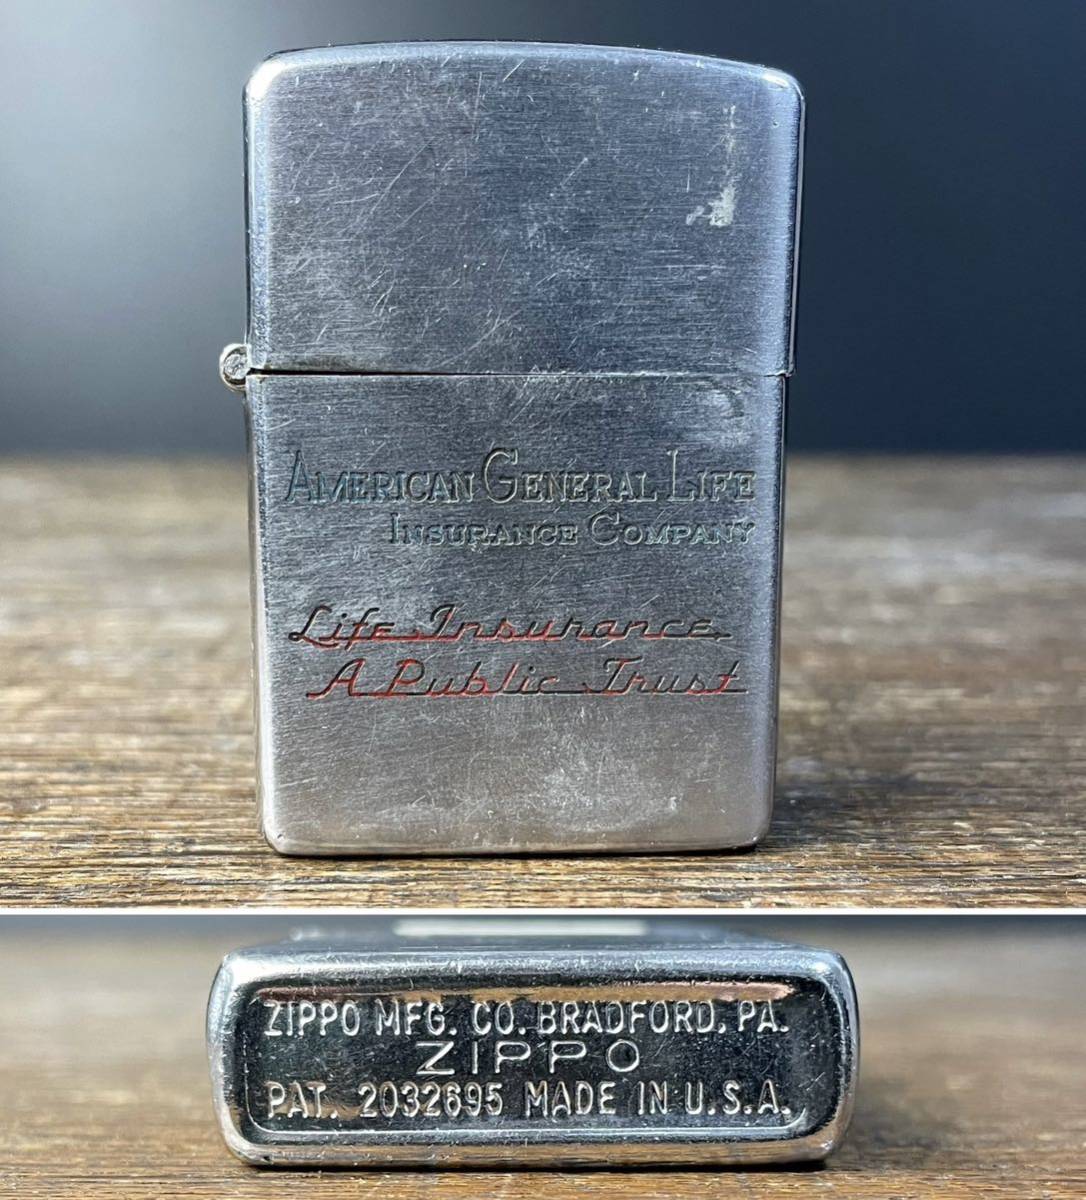 AMERICAN GENERAL LIFE
INSURANCE COMPANY
Life Insurance
A Public Trust
ZIPPO MFG. CO. BRADFORD, PA.
ZIPPO
PAT. 2032695 MADE IN U.S.A.